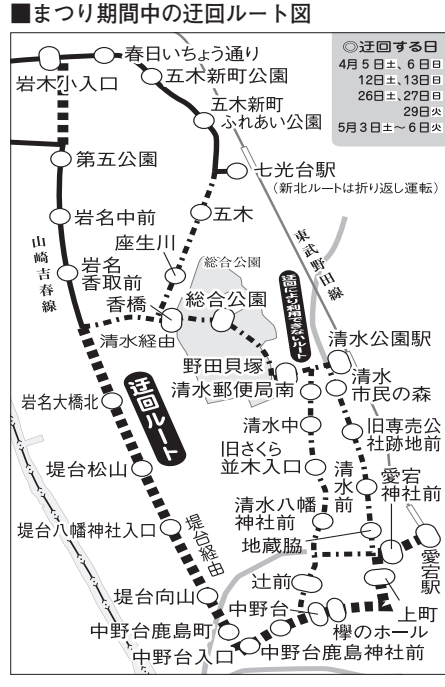 ■まつり期間中の迂回ルート図
◎迂回する日
4月5日土、6日日
12日土、13日日
26日土、27日日
29日火
5月3日土～6日火
岩木小入口
春日いちょう通り
五木新町公園
五木新町
ふれあい公園
第五公園
七光台駅
(新北ルートは折り返し運転)
岩名中前
五木
山崎吉春線
座生川
総合公園
東武野田線
岩名
香取前
香橋
総合公園
迂回により利用できないルート
清水経由
清水公園駅
野田貝塚
清水郵便局南
清水
市民の森
迂回ルート
岩名大橋北
清水中
旧専売公
社跡地前
旧さくら
並木入口
堤台松山
清水前
愛宕
神社前
清水八幡
神社前
堤台八幡神社入口
堤台経由
地蔵脇
愛宕駅
辻前
堤台向山
中野台
上町
中野台鹿島町
欅のホール
中野台入口
中野台鹿島神社前